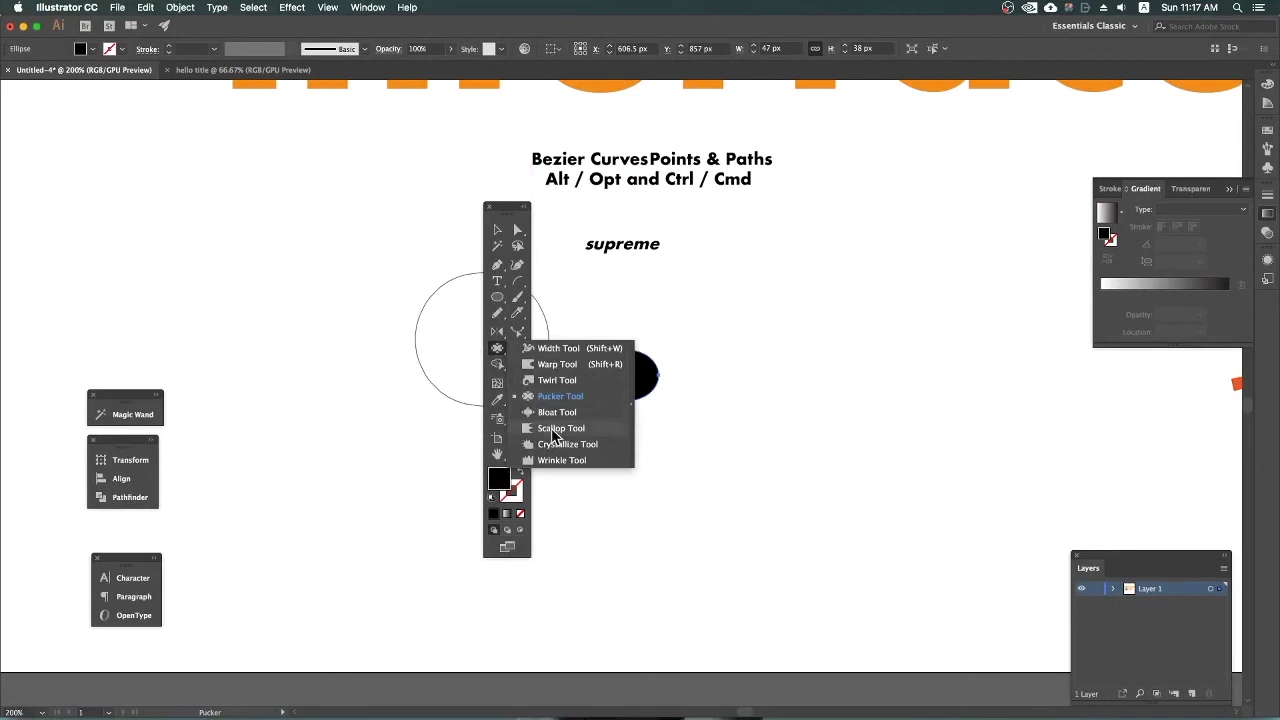 Illustrator CC File Edit Object Type Select Effect View Window Help
A Sun 11:17 AM
Ai Br St Essentials Classic Search Adobe Stock
Ellipse Stroke: Basic Opacity: 100% Style: X: 606.5 px Y: 857 px W: 47 px H: 38 px
Untitled-4* @ 200% (RGB/GPU Preview) hello title @ 66.67% (RGB/GPU Preview)
Bezier CurvesPoints & Paths
Alt / Opt and Ctrl / Cmd
supreme
Stroke Gradient Transparen
Type:
Stroke:
Opacity:
Location:
Width Tool (Shift+W)
Warp Tool (Shift+R)
Twirl Tool
Pucker Tool
Bloat Tool
Scallop Tool
Crystallize Tool
Wrinkle Tool
Magic Wand
Transform
Align
Pathfinder
Character
Paragraph
OpenType
Layers
Layer 1
1 Layer
200% 1 Pucker